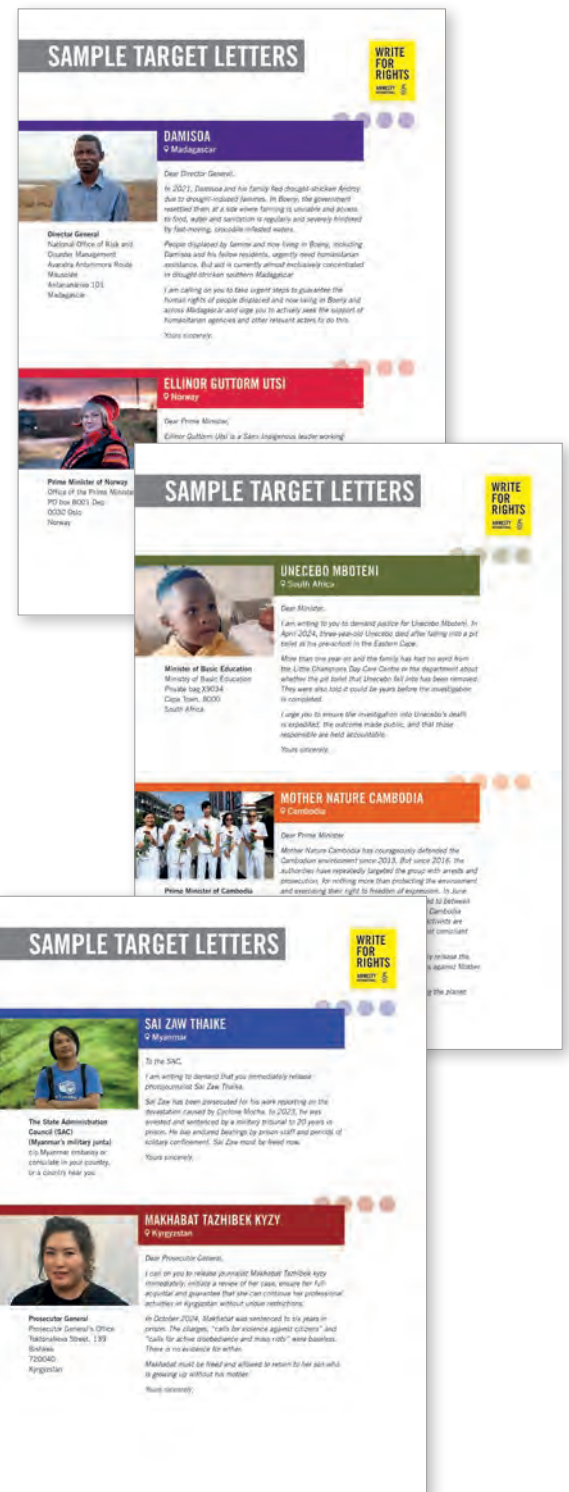 SAMPLE TARGET LETTERS
WRITE
FOR
RIGHTS
AMNESTY
INTERNATIONAL
DAMISOA
Madagascar
Dear Director General,
In 2021, Damisoa and his family fled drought-stricken Androy
due to drought-induced famines. In Boeny, the government
resettled them at a site where farming is unviable and access
to food, water and sanitation is regularly and severely hindered
by fast-moving, crocodile infested waters.
People displaced by famine and now living in Boeny, including
Damisoa and his fellow residents, urgently need humanitarian
assistance. But aid is currently almost exclusively concentrated
in drought-stricken southern Madagascar
I am calling on you to take urgent steps to guarantee the
human rights of people displaced and now living in Boeny and
across Madagascar and urge you to actively seek the support of
humanitarian agencies and other relevant actors to do this.
Yours sincerely,
Director General
National Office of Risk and
Disaster Management
Avaratra Antanimora Route
Mausolée
Antananarivo 101
Madagascar
ELLINOR GUTTORM UTSI
Norway
Dear Prime Minister,
Ellinor Guttorm Utsi is a Sámi Indigenous leader working
Prime Minister of Norway
Office of the Prime Minister
PO box 8001 Dep
0030 Oslo
Norway
SAMPLE TARGET LETTERS
WRITE
FOR
RIGHTS
AMNESTY
INTERNATIONAL
UNECEBO MBOTENI
South Africa
Dear Minister,
I am writing to you to demand justice for Unecebo Mboteni. In
April 2024, three-year-old Unecebo died after falling into a pit
toilet at his pre-school in the Eastern Cape.
More than one year on and the family has had no word from
the Little Champions Day Care Centre or the department about
whether the pit toilet that Unecebo fell into has been removed.
They were also told it could be years before the investigation
is completed.
I urge you to ensure the investigation into Unecebo's death
is expedited, the outcome made public, and that those
responsible are held accountable.
Yours sincerely,
Minister of Basic Education
Ministry of Basic Education
Private bag X9034
Cape Town, 8000
South Africa
MOTHER NATURE CAMBODIA
Cambodia
Dear Prime Minister
Mother Nature Cambodia has courageously defended the
Cambodian environment since 2013. But since 2016, the
authorities have repeatedly targeted the group with arrests and
prosecution, for nothing more than protecting the environment
and exercising their right to freedom of expression. In June
ed to between
Cambodia
activists are
not compliant
ly release the
s against Mother
g the planet
Prime Minister of Cambodia
SAMPLE TARGET LETTERS
WRITE
FOR
RIGHTS
AMNESTY
INTERNATIONAL
SAI ZAW THAIKE
Myanmar
To the SAC,
I am writing to demand that you immediately release
photojournalist Sai Zaw Thaike.
Sai Zaw has been persecuted for his work reporting on the
devastation caused by Cyclone Mocha. In 2023, he was
arrested and sentenced by a military tribunal to 20 years in
prison. He has endured beatings by prison staff and periods of
solitary confinement. Sai Zaw must be freed now.
Yours sincerely,
The State Administration
Council (SAC)
(Myanmar's military junta)
c/o Myanmar embassy or
consulate in your country,
or a country near you
MAKHABAT TAZHIBEK KYZY
Kyrgyzstan
Dear Prosecutor General,
I call on you to release journalist Makhabat Tazhibek kyzy
immediately, initiate a review of her case, ensure her full
acquittal and guarantee that she can continue her professional
activities in Kyrgyzstan without undue restrictions.
In October 2024, Makhabat was sentenced to six years in
prison. The charges, "calls for violence against citizens" and
"calls for active disobedience and mass riots" were baseless.
There is no evidence for either.
Makhabat must be freed and allowed to return to her son who
is growing up without his mother.
Yours sincerely,
Prosecutor General
Prosecutor General's Office
Toktonalieva Street, 139
Bishkek
720040
Kyrgyzstan